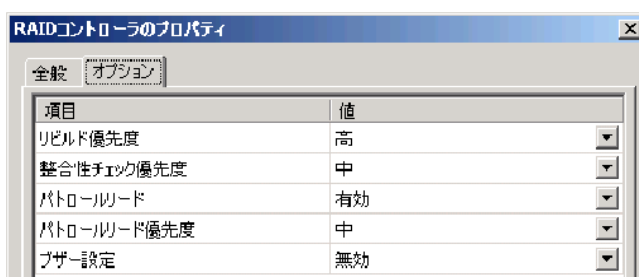 RAIDコントローラのプロパティ
全般 オプション
項目 値
リビルド優先度 高
整合性チェック優先度 中
パトロールリード 有効
パトロールリード優先度 中
ブザー設定 無効